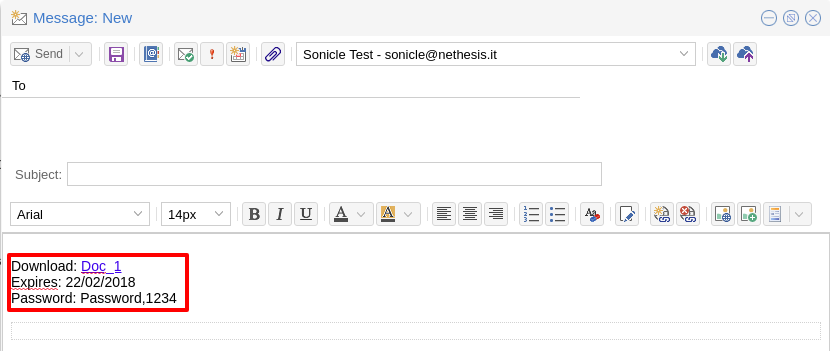 Message: New
Send
Sonicle Test - sonicle@nethesis.it
To
Subject:
Arial 14px B I U A A Aa
Download: Doc_1
Expires: 22/02/2018
Password: Password,1234